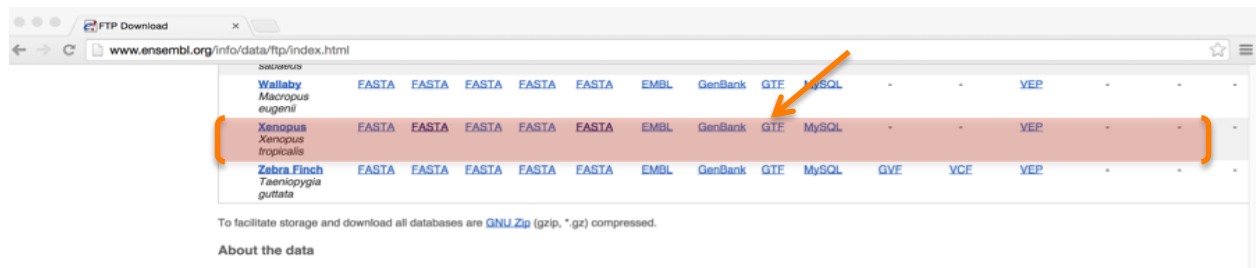 FTP Download ×
www.ensembl.org/info/data/ftp/index.html
sabaeus
Wallaby FASTA FASTA FASTA FASTA FASTA EMBL GenBank GTF MySQL - - VEP - - -
Macropus
eugenii
Xenopus FASTA FASTA FASTA FASTA FASTA EMBL GenBank GTF MySQL - - VEP - - -
Xenopus
tropicalis
Zebra Finch FASTA FASTA FASTA FASTA FASTA EMBL GenBank GTF MySQL GVF VCF VEP - - -
Taeniopygia
guttata
To facilitate storage and download all databases are GNU Zip (gzip, *.gz) compressed.
About the data